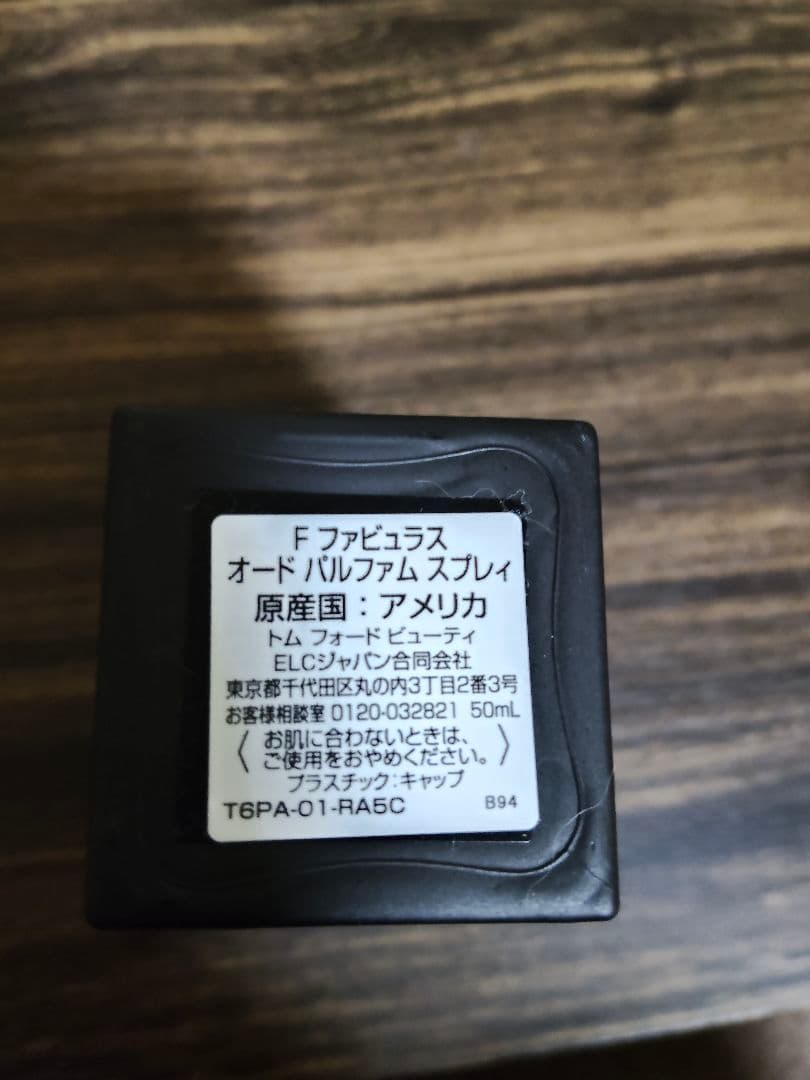 F ファビュラス
オード パルファム スプレィ
原産国：アメリカ
トム フォード ビューティ
ELCジャパン合同会社
東京都千代田区丸の内3丁目2番3号
お客様相談室 0120-032821 50mL
〈お肌に合わないときは、
ご使用をおやめください。〉
プラスチック：キャップ
T6PA-01-RA5C B94